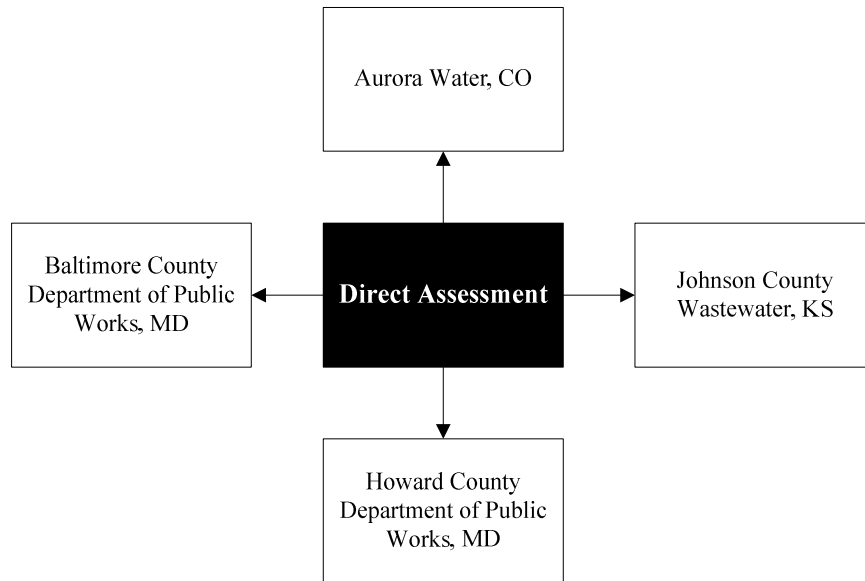 Aurora Water, CO
Baltimore County
Department of Public
Works, MD
Direct Assessment
Johnson County
Wastewater, KS
Howard County
Department of Public
Works, MD